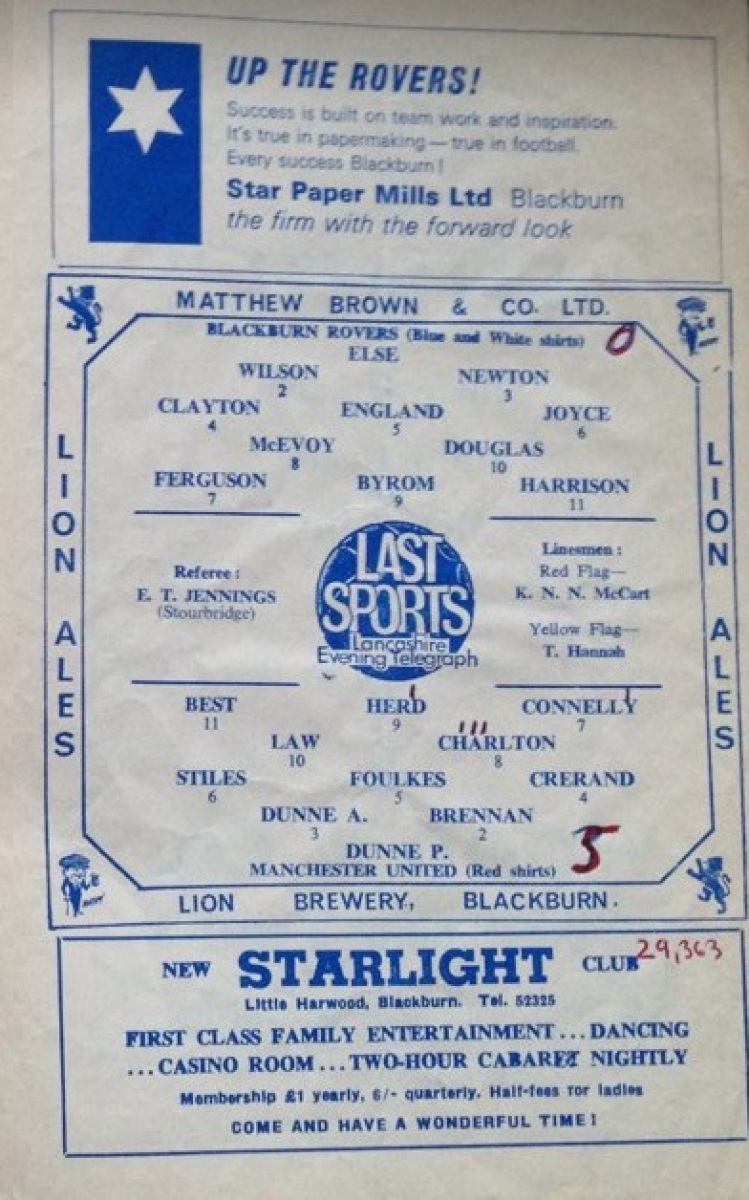 UP THE ROVERS!
Success is built on team work and inspiration.
It's true in papermaking — true in football.
Every success Blackburn!
Star Paper Mills Ltd Blackburn
the firm with the forward look
MATTHEW BROWN & CO. LTD.
BLACKBURN ROVERS (Blue and White shirts) 0
ELSE
WILSON NEWTON
2 3
CLAYTON ENGLAND JOYCE
4 5 6
McEVOY DOUGLAS
8 10
FERGUSON BYROM HARRISON
7 9 11
LION ALES
LION ALES
Referee:
E. T. JENNINGS
(Stourbridge)
LAST
SPORTS
Lancashire
Evening Telegraph
Linesmen:
Red Flag—
K. N. N. McCart
Yellow Flag—
T. Hannah
BEST HERD CONNELLY
11 9 7
LAW CHARLTON
10 8
STILES FOULKES CRERAND
6 5 4
DUNNE A. BRENNAN
3 2
DUNNE P.
MANCHESTER UNITED (Red shirts) 5
LION BREWERY, BLACKBURN.
29,363
NEW STARLIGHT CLUB
Little Harwood, Blackburn. Tel. 52325
FIRST CLASS FAMILY ENTERTAINMENT... DANCING
...CASINO ROOM... TWO-HOUR CABARET NIGHTLY
Membership £1 yearly, 6/- quarterly. Half-fees for ladies
COME AND HAVE A WONDERFUL TIME!